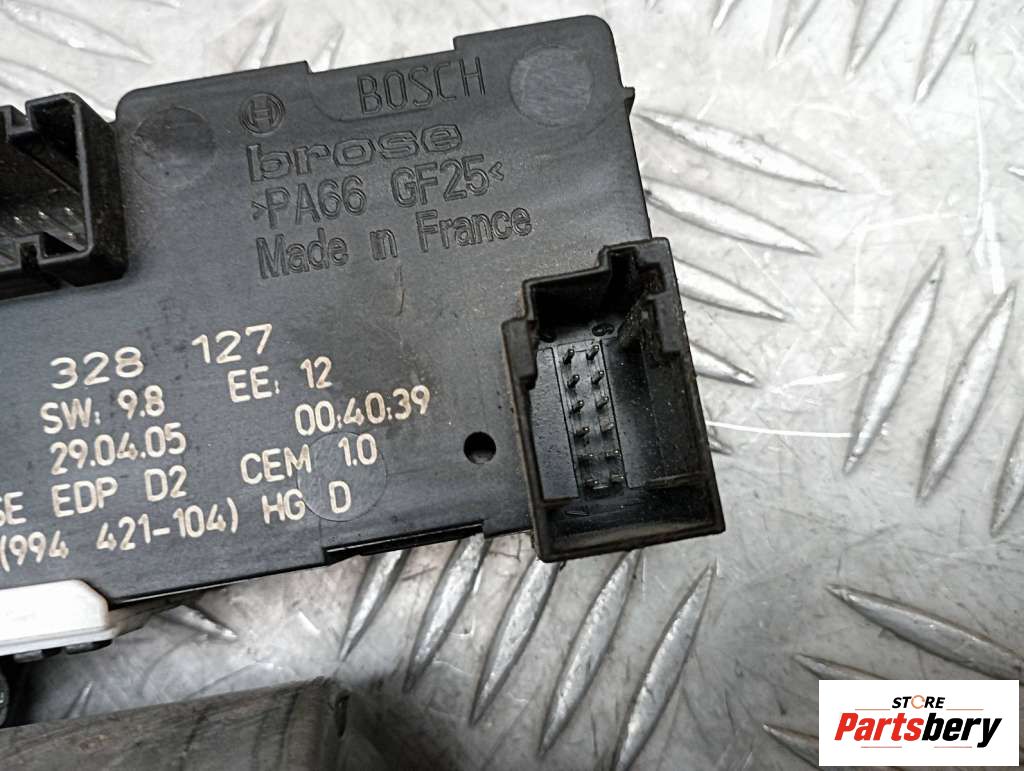 BOSCH
brose
>PA66 GF25<
Made in France
328 127
SW: 9.8 EE: 12
29.04.05 00:40:39
SE EDP D2 CEM 1.0
(994 421-104) HG D
6
STORE
Partsbery